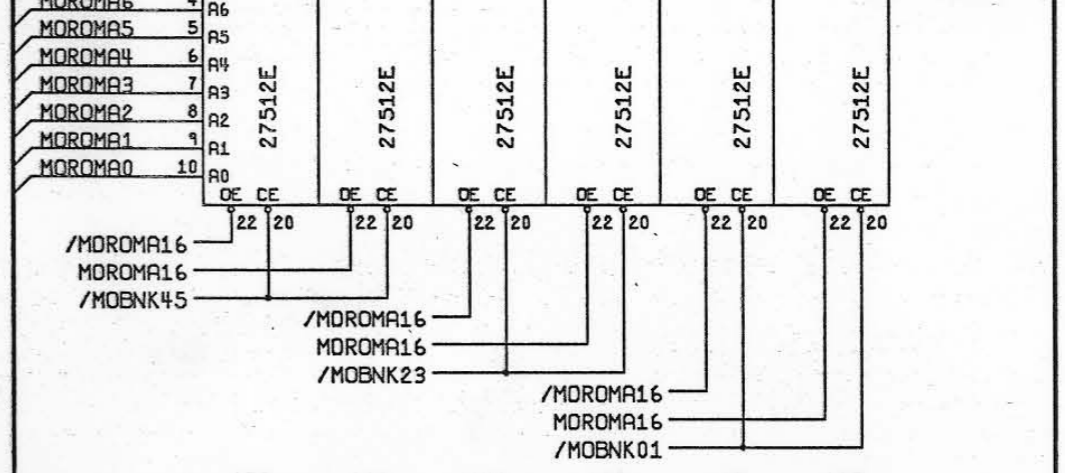 MOROMA6 4 A6
MOROMA5 5 A5
MOROMA4 6 A4
MOROMA3 7 A3
MOROMA2 8 A2
MOROMA1 9 A1
MOROMA0 10 A0
27512E 27512E 27512E 27512E 27512E 27512E
OE CE OE CE OE CE OE CE OE CE OE CE
22 20 22 20 22 20 22 20 22 20 22 20
/MOROMA16
MOROMA16
/MOBNK45
/MOROMA16
MOROMA16
/MOBNK23
/MOROMA16
MOROMA16
/MOBNK01